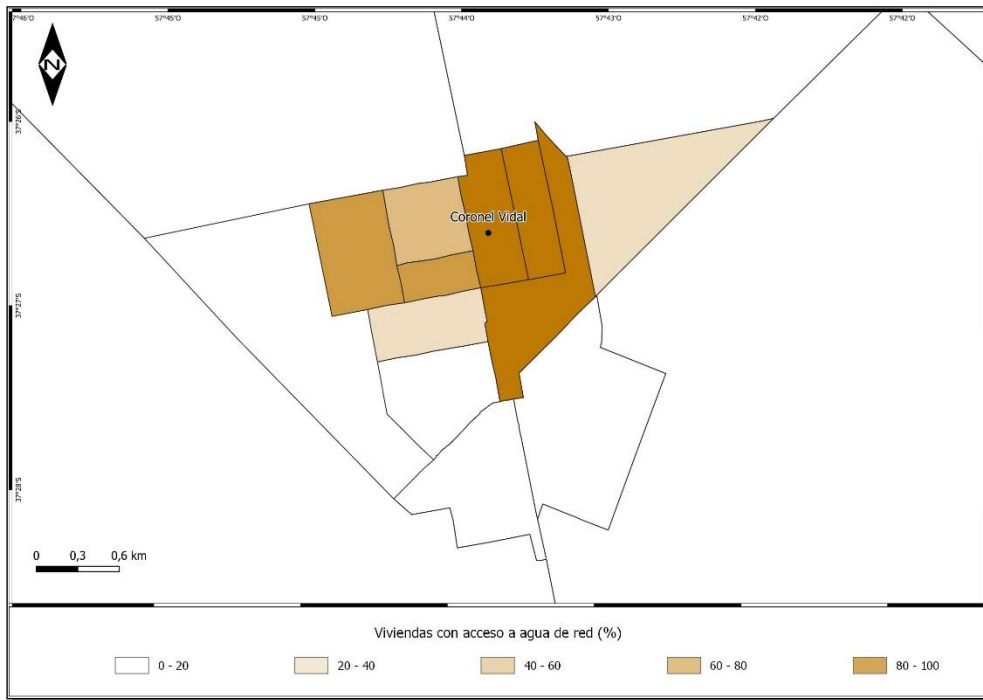 57°46'O 57°45'O 57°45'O 57°44'O 57°43'O 57°42'O 57°42'O
N
37°26'S
Coronel Vidal
37°27'S
37°28'S
0 0,3 0,6 km
Viviendas con acceso a agua de red (%)
0 - 20 20 - 40 40 - 60 60 - 80 80 - 100